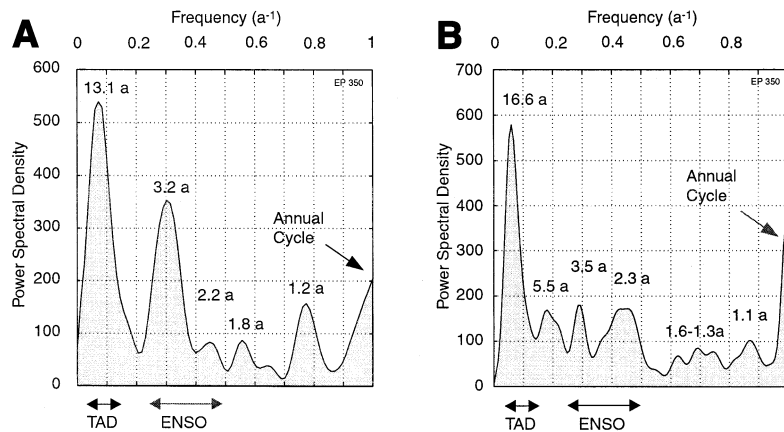 A
Frequency (a-1)
0 0.2 0.4 0.6 0.8 1
600
500
400
300
200
100
0
Power Spectral Density
EP 350
13.1 a
3.2 a
2.2 a
1.8 a
1.2 a
Annual
Cycle
TAD
ENSO
B
Frequency (a-1)
0 0.2 0.4 0.6 0.8
700
600
500
400
300
200
100
0
Power Spectral Density
EP 350
16.6 a
5.5 a
3.5 a
2.3 a
1.6-1.3a
1.1 a
Annual
Cycle
TAD
ENSO